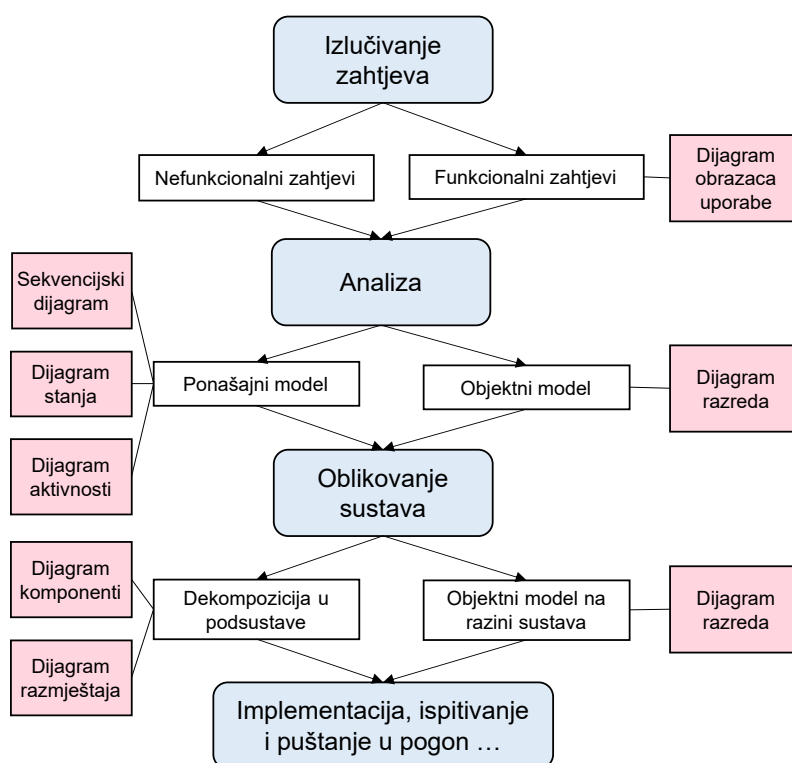 Izlučivanje
zahtjeva
Nefunkcionalni zahtjevi
Funkcionalni zahtjevi
Dijagram
obrazaca
uporabe
Analiza
Sekvencijski
dijagram
Dijagram
stanja
Dijagram
aktivnosti
Ponašajni model
Objektni model
Dijagram
razreda
Oblikovanje
sustava
Dijagram
komponenti
Dijagram
razmještaja
Dekompozicija u
podsustave
Objektni model na
razini sustava
Dijagram
razreda
Implementacija, ispitivanje
i puštanje u pogon ...